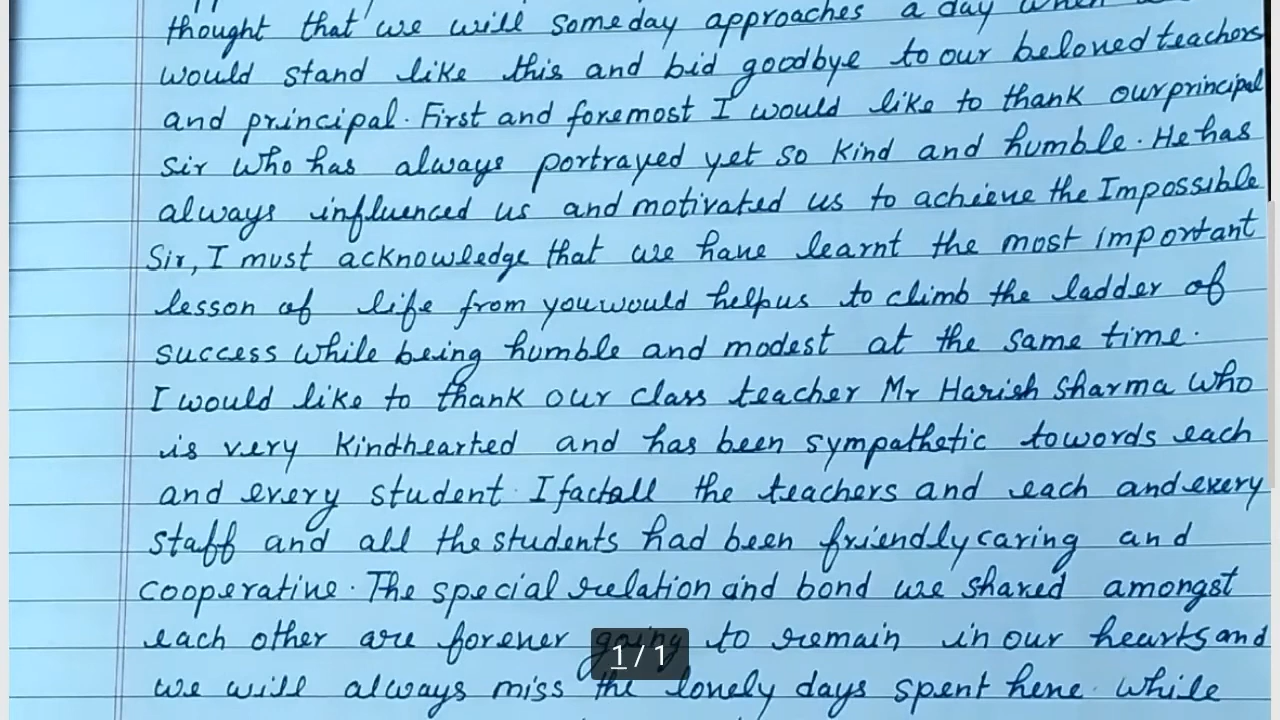 thought that we will someday approaches a day when
would stand like this and bid goodbye to our beloved teachers
and principal. First and foremost I would like to thank our principal
Sir who has always portrayed yet so kind and humble. He has
always influenced us and motivated us to achieve the Impossible
Sir, I must acknowledge that we have learnt the most important
lesson of life from you would help us to climb the ladder of
success while being humble and modest at the same time.
I would like to thank our class teacher Mr Harish Sharma who
is very Kindhearted and has been sympathetic towords each
and every student. Ifactall the teachers and each and every
staff and all the students had been friendly caring and
cooperative. The special relation and bond we shared amongst
each other are forever going to remain in our hearts and
we will always miss the lonely days spent here. While
1 / 1